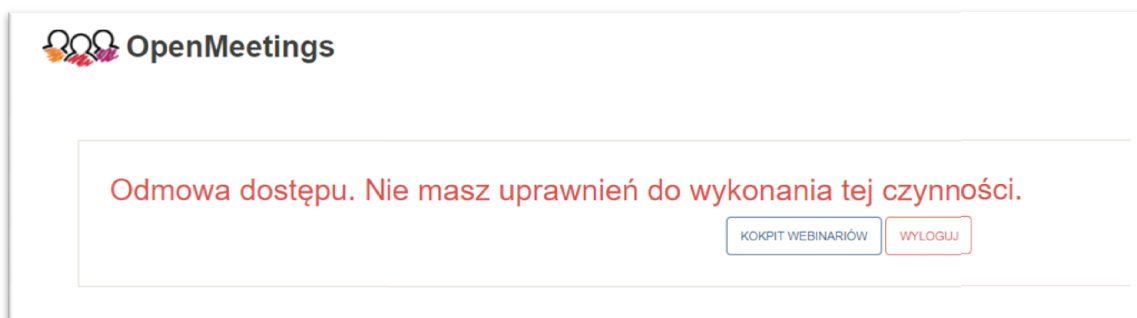 OpenMeetings
Odmowa dostępu. Nie masz uprawnień do wykonania tej czynności.
KOKPIT WEBINARIÓW WYLOGUJ